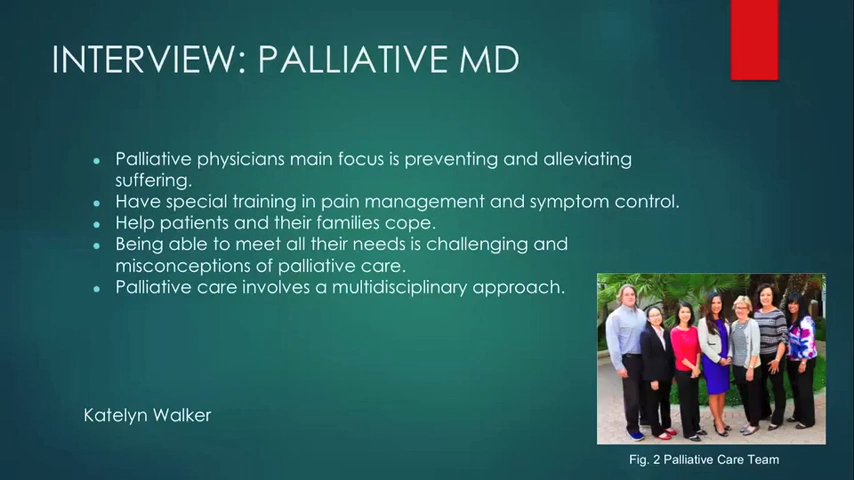 INTERVIEW: PALLIATIVE MD
● Palliative physicians main focus is preventing and alleviating
suffering.
● Have special training in pain management and symptom control.
● Help patients and their families cope.
● Being able to meet all their needs is challenging and
misconceptions of palliative care.
● Palliative care involves a multidisciplinary approach.
Katelyn Walker
Fig. 2 Palliative Care Team